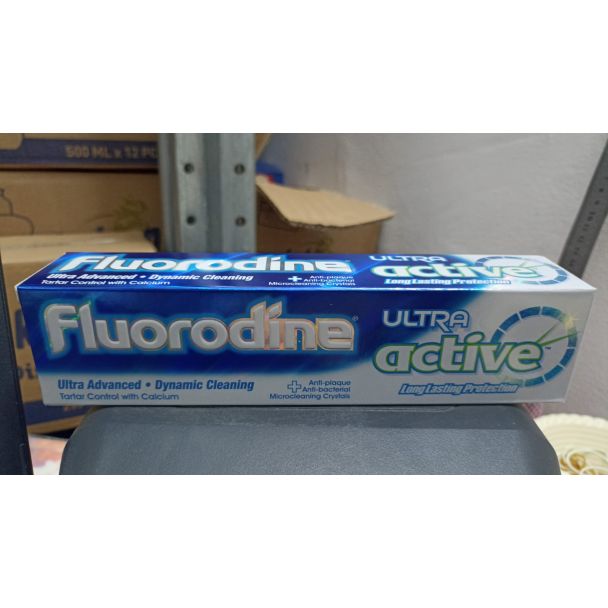 500 ML x 12 PC
Fluorodine
ULTRA
active
Ultra Advanced • Dynamic Cleaning
Tartar Control with Calcium
+ Anti-plaque
Anti-bacterial
Microcleaning Crystals
Long Lasting Protection
Fluorodine®
ULTRA
active™
Ultra Advanced • Dynamic Cleaning
Tartar Control with Calcium
+ Anti-plaque
Anti-bacterial
Microcleaning Crystals
Long Lasting Protection